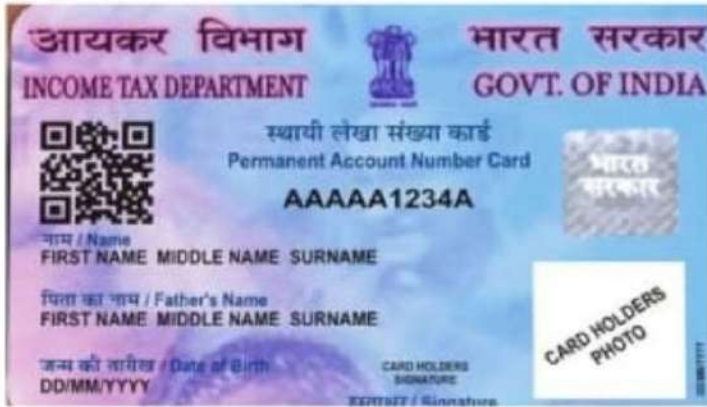 आयकर विभाग
भारत सरकार
INCOME TAX DEPARTMENT
GOVT. OF INDIA
स्थायी लेखा संख्या कार्ड
Permanent Account Number Card
AAAAA1234A
भारत
सरकार
नाम / Name
FIRST NAME MIDDLE NAME SURNAME
पिता का नाम / Father's Name
FIRST NAME MIDDLE NAME SURNAME
CARD HOLDERS
PHOTO
जन्म की तारीख / Date of Birth
DD/MM/YYYY
CARD HOLDERS
SIGNATURE
हस्ताक्षर / Signature